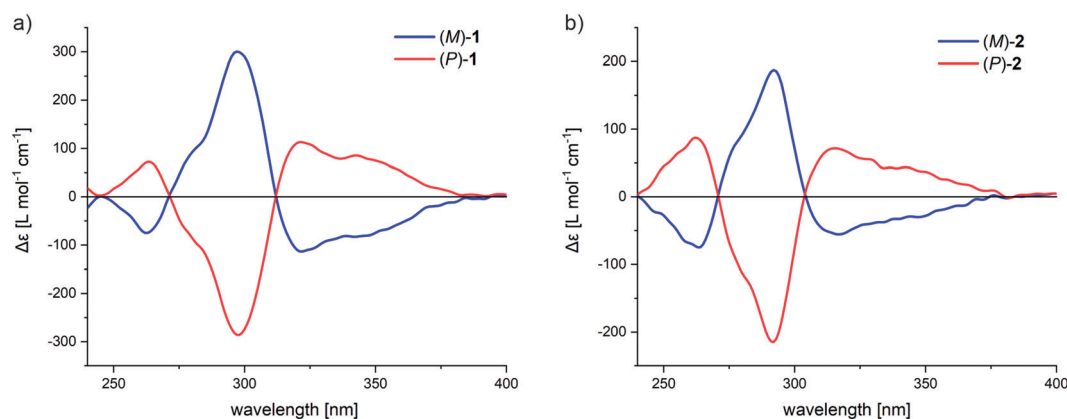 a)
(M)-1
(P)-1
300
200
100
0
-100
-200
-300
Δε [L mol⁻¹ cm⁻¹]
250
300
350
400
wavelength [nm]
b)
(M)-2
(P)-2
200
100
0
-100
-200
Δε [L mol⁻¹ cm⁻¹]
250
300
350
400
wavelength [nm]